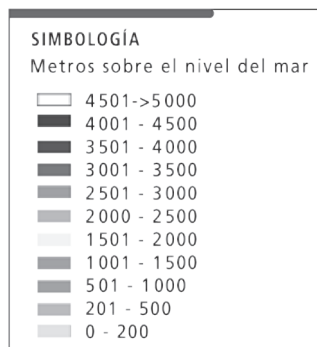 SIMBOLOGÍA
Metros sobre el nivel del mar
4501->5000
4001 - 4500
3501 - 4000
3001 - 3500
2501 - 3000
2000 - 2500
1501 - 2000
1001 - 1500
501 - 1000
201 - 500
0 - 200